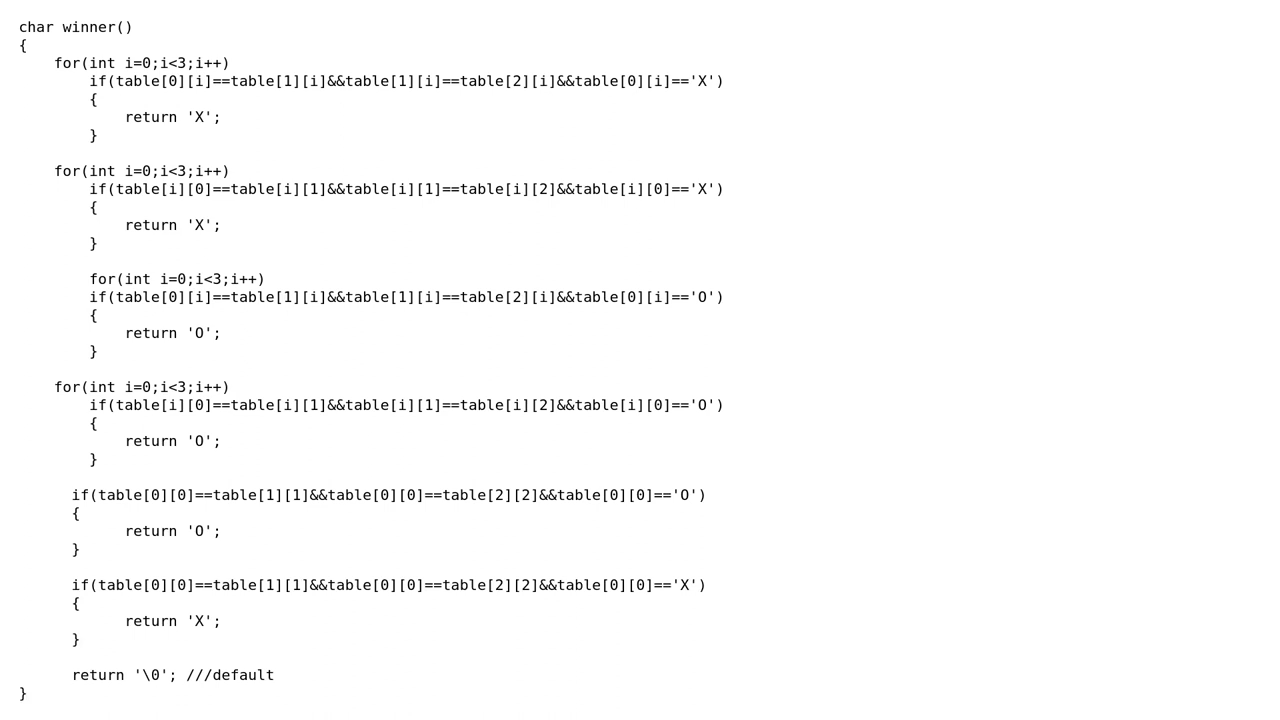 char winner()
{
    for(int i=0;i<3;i++)
        if(table[0][i]==table[1][i]&&table[1][i]==table[2][i]&&table[0][i]=='X')
        {
            return 'X';
        }

    for(int i=0;i<3;i++)
        if(table[i][0]==table[i][1]&&table[i][1]==table[i][2]&&table[i][0]=='X')
        {
            return 'X';
        }

        for(int i=0;i<3;i++)
        if(table[0][i]==table[1][i]&&table[1][i]==table[2][i]&&table[0][i]=='O')
        {
            return 'O';
        }

    for(int i=0;i<3;i++)
        if(table[i][0]==table[i][1]&&table[i][1]==table[i][2]&&table[i][0]=='O')
        {
            return 'O';
        }

      if(table[0][0]==table[1][1]&&table[0][0]==table[2][2]&&table[0][0]=='O')
      {
            return 'O';
      }

      if(table[0][0]==table[1][1]&&table[0][0]==table[2][2]&&table[0][0]=='X')
      {
            return 'X';
      }

      return '\0'; ///default
}